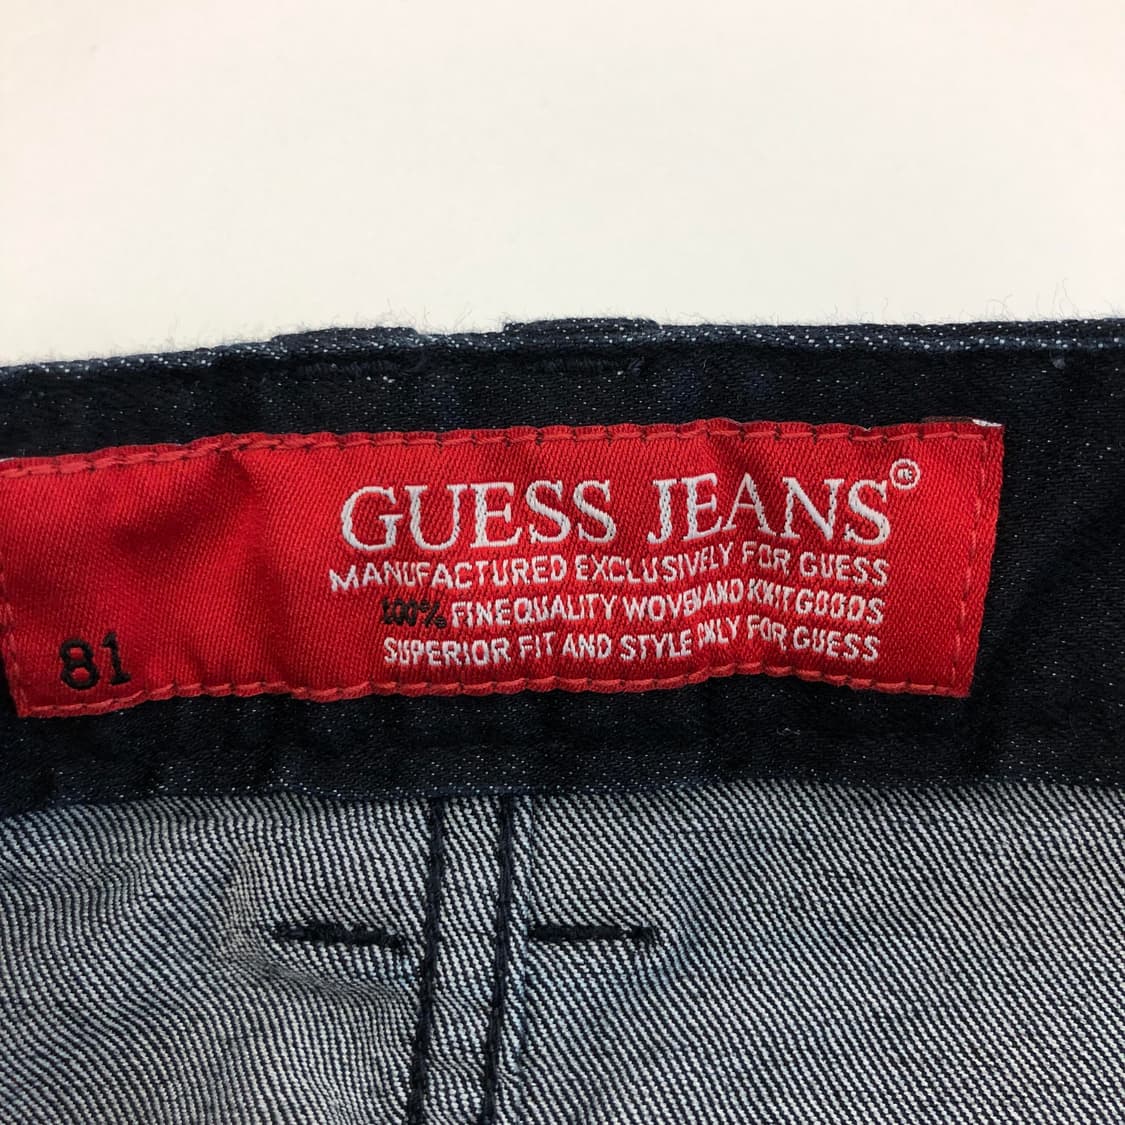 GUESS JEANS®
MANUFACTURED EXCLUSIVELY FOR GUESS
100% FINE QUALITY WOVEN AND KNIT GOODS
SUPERIOR FIT AND STYLE ONLY FOR GUESS
81